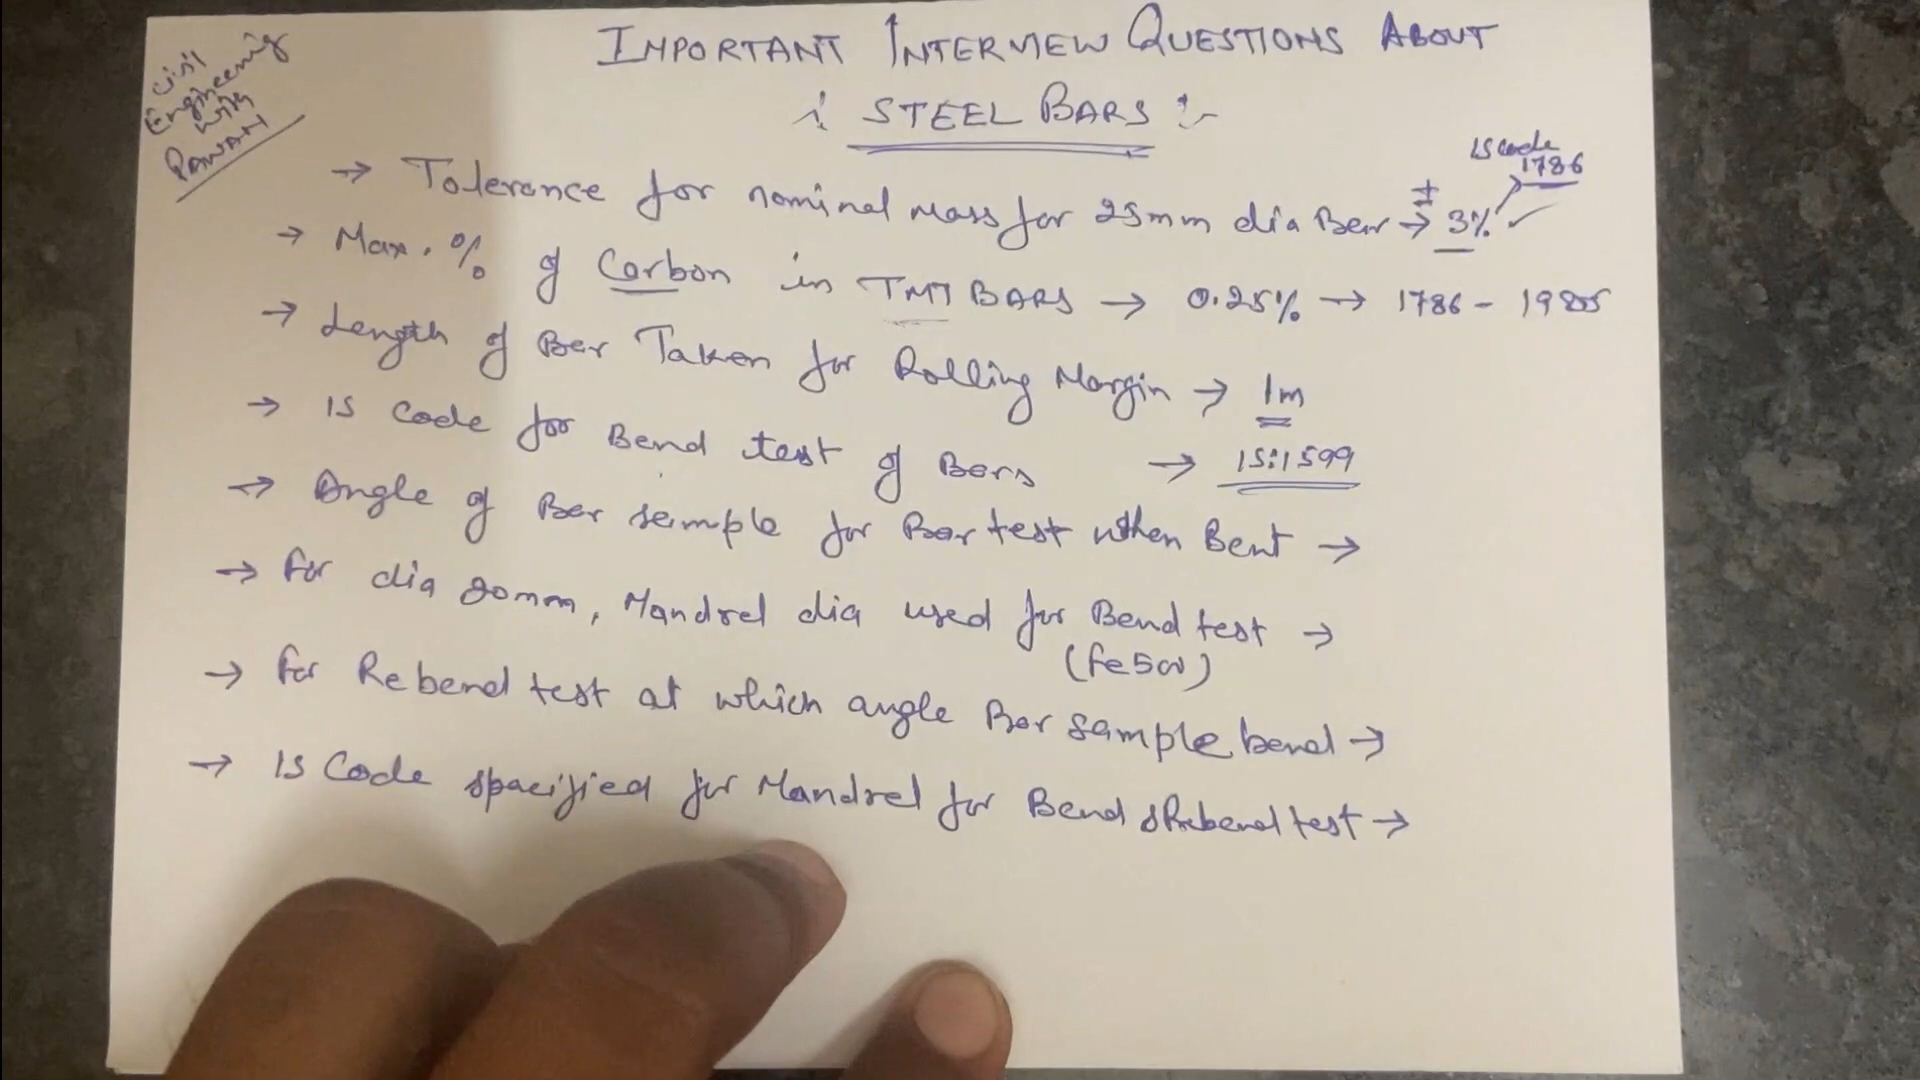 Civil
Engineering
with
PAWAN
IMPORTANT INTERVIEW QUESTIONS ABOUT
STEEL BARS :-
IS code
1786
→ Tolerance for nominal mass for 25mm dia Bar → ± 3% ✓
→ Max. % of Carbon in TMT BARS → 0.25% → 1786 - 1985
→ Length of Bar Taken for Rolling Margin → 1m
→ IS Code for Bend test of Bars → IS:1599
→ Angle of Bar sample for Bar test when Bent →
→ For dia 20mm, Mandrel dia used for Bend test →
(Fe500)
→ For Rebend test at which angle Bar sample bend →
→ IS Code specified for Mandrel for Bend & Rebend test →